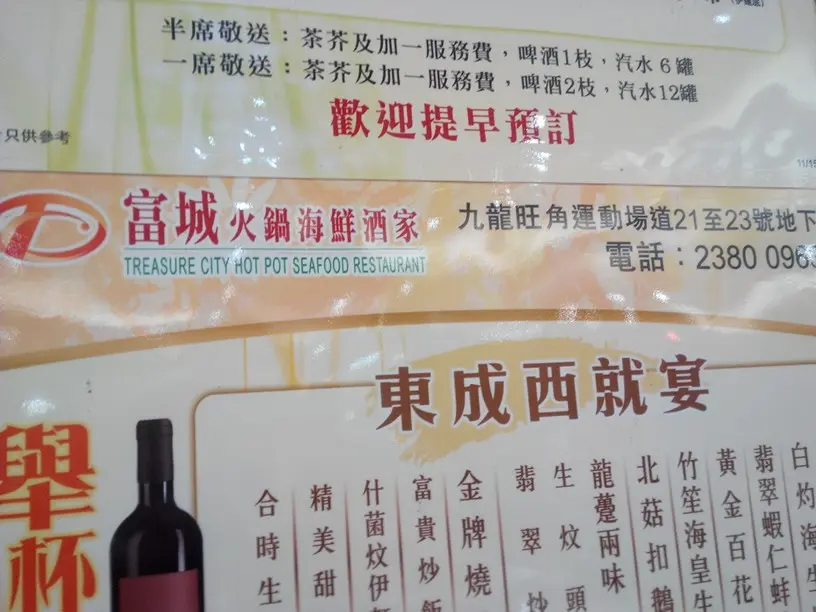 半席敬送：茶芥及加一服務費，啤酒1枝，汽水6罐
一席敬送：茶芥及加一服務費，啤酒2枝，汽水12罐
歡迎提早預訂
只供參考
11/15
富城火鍋海鮮酒家
TREASURE CITY HOT POT SEAFOOD RESTAURANT
九龍旺角運動場道21至23號地下
電話：2380 096
東成西就宴
舉杯
白灼海
翡翠蝦仁蚌
黃金百花
竹笙海皇
北菇扣鵝
龍躉兩味
生炆頭
翡翠炒
金牌燒
富貴炒飯
什菌炆伊
精美甜
合時生